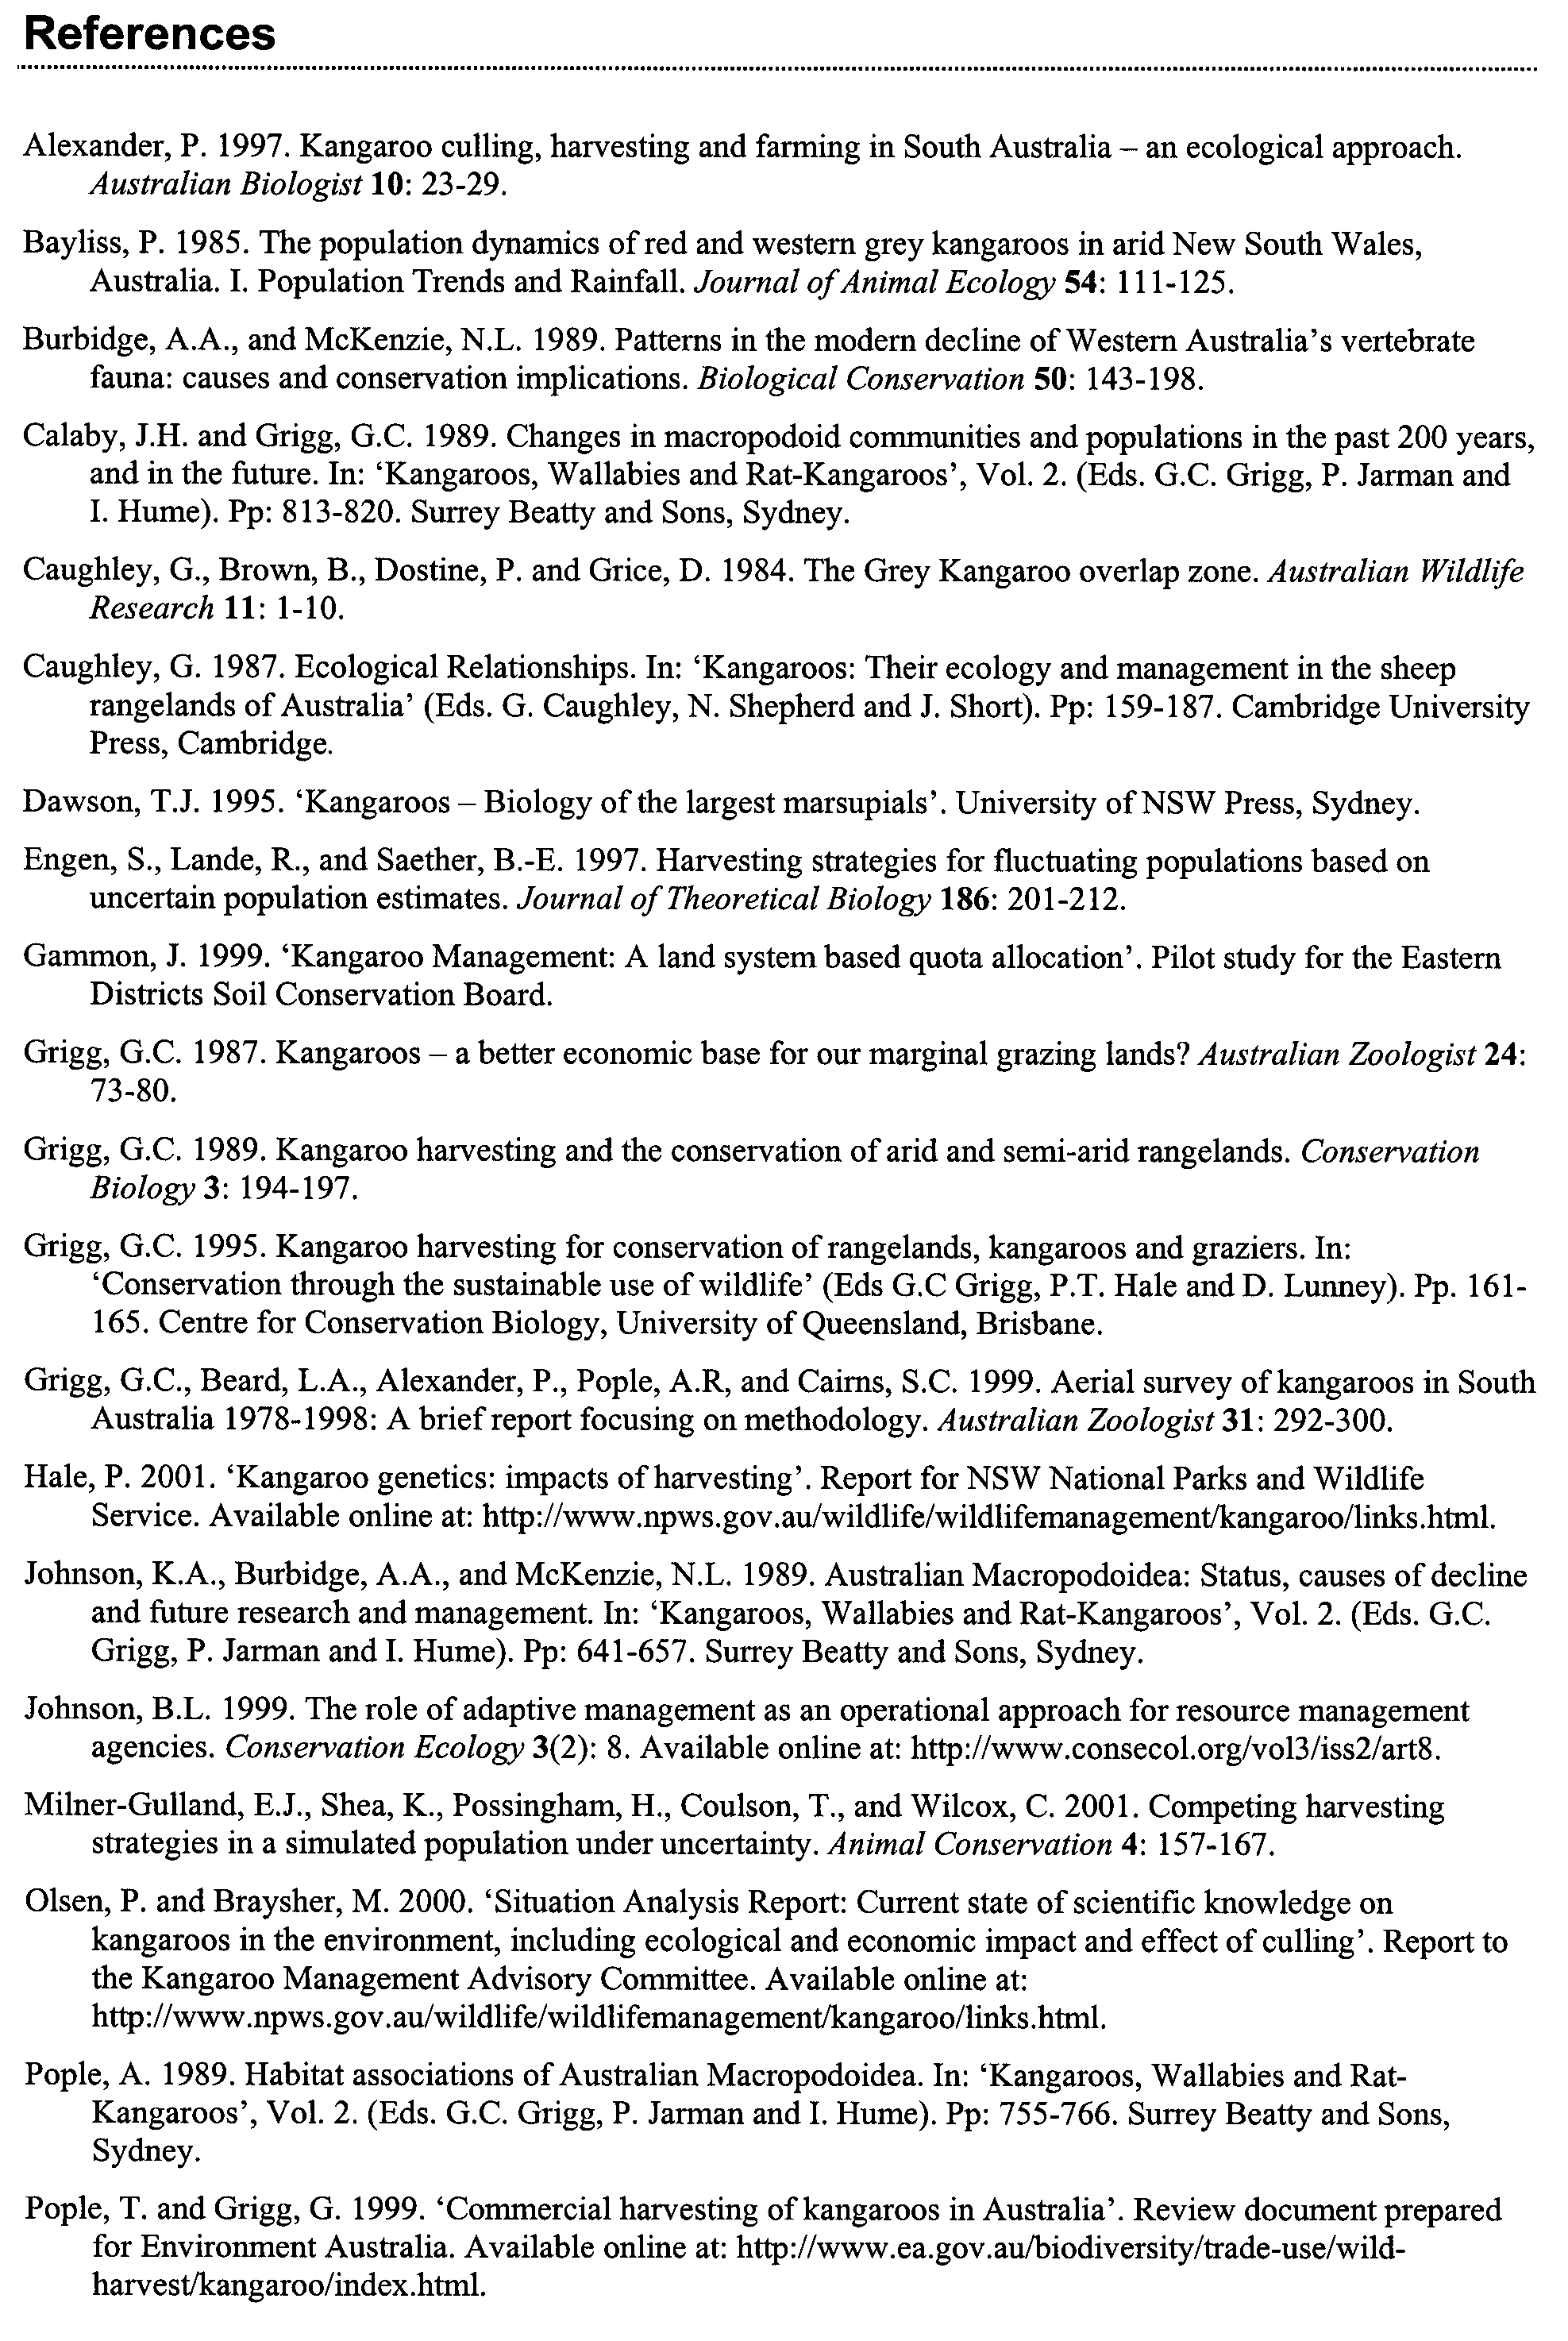 References
Alexander, P. 1997. Kangaroo culling, harvesting and farming in South Australia – an ecological approach.
Australian Biologist 10: 23-29.
Bayliss, P. 1985. The population dynamics of red and western grey kangaroos in arid New South Wales,
Australia. I. Population Trends and Rainfall. Journal of Animal Ecology 54: 111-125.
Burbidge, A.A., and McKenzie, N.L. 1989. Patterns in the modern decline of Western Australia's vertebrate
fauna: causes and conservation implications. Biological Conservation 50: 143-198.
Calaby, J.H. and Grigg, G.C. 1989. Changes in macropodoid communities and populations in the past 200 years,
and in the future. In: ‘Kangaroos, Wallabies and Rat-Kangaroos’, Vol. 2. (Eds. G.C. Grigg, P. Jarman and
I. Hume). Pp: 813-820. Surrey Beatty and Sons, Sydney.
Caughley, G., Brown, B., Dostine, P. and Grice, D. 1984. The Grey Kangaroo overlap zone. Australian Wildlife
Research 11: 1-10.
Caughley, G. 1987. Ecological Relationships. In: ‘Kangaroos: Their ecology and management in the sheep
rangelands of Australia’ (Eds. G. Caughley, N. Shepherd and J. Short). Pp: 159-187. Cambridge University
Press, Cambridge.
Dawson, T.J. 1995. ‘Kangaroos – Biology of the largest marsupials’. University of NSW Press, Sydney.
Engen, S., Lande, R., and Saether, B.-E. 1997. Harvesting strategies for fluctuating populations based on
uncertain population estimates. Journal of Theoretical Biology 186: 201-212.
Gammon, J. 1999. ‘Kangaroo Management: A land system based quota allocation’. Pilot study for the Eastern
Districts Soil Conservation Board.
Grigg, G.C. 1987. Kangaroos – a better economic base for our marginal grazing lands? Australian Zoologist 24:
73-80.
Grigg, G.C. 1989. Kangaroo harvesting and the conservation of arid and semi-arid rangelands. Conservation
Biology 3: 194-197.
Grigg, G.C. 1995. Kangaroo harvesting for conservation of rangelands, kangaroos and graziers. In:
‘Conservation through the sustainable use of wildlife’ (Eds G.C Grigg, P.T. Hale and D. Lunney). Pp. 161-
165. Centre for Conservation Biology, University of Queensland, Brisbane.
Grigg, G.C., Beard, L.A., Alexander, P., Pople, A.R, and Cairns, S.C. 1999. Aerial survey of kangaroos in South
Australia 1978-1998: A brief report focusing on methodology. Australian Zoologist 31: 292-300.
Hale, P. 2001. ‘Kangaroo genetics: impacts of harvesting’. Report for NSW National Parks and Wildlife
Service. Available online at: http://www.npws.gov.au/wildlife/wildlifemanagement/kangaroo/links.html.
Johnson, K.A., Burbidge, A.A., and McKenzie, N.L. 1989. Australian Macropodoidea: Status, causes of decline
and future research and management. In: ‘Kangaroos, Wallabies and Rat-Kangaroos’, Vol. 2. (Eds. G.C.
Grigg, P. Jarman and I. Hume). Pp: 641-657. Surrey Beatty and Sons, Sydney.
Johnson, B.L. 1999. The role of adaptive management as an operational approach for resource management
agencies. Conservation Ecology 3(2): 8. Available online at: http://www.consecol.org/vol3/iss2/art8.
Milner-Gulland, E.J., Shea, K., Possingham, H., Coulson, T., and Wilcox, C. 2001. Competing harvesting
strategies in a simulated population under uncertainty. Animal Conservation 4: 157-167.
Olsen, P. and Braysher, M. 2000. ‘Situation Analysis Report: Current state of scientific knowledge on
kangaroos in the environment, including ecological and economic impact and effect of culling’. Report to
the Kangaroo Management Advisory Committee. Available online at:
http://www.npws.gov.au/wildlife/wildlifemanagement/kangaroo/links.html.
Pople, A. 1989. Habitat associations of Australian Macropodoidea. In: ‘Kangaroos, Wallabies and Rat-
Kangaroos’, Vol. 2. (Eds. G.C. Grigg, P. Jarman and I. Hume). Pp: 755-766. Surrey Beatty and Sons,
Sydney.
Pople, T. and Grigg, G. 1999. ‘Commercial harvesting of kangaroos in Australia’. Review document prepared
for Environment Australia. Available online at: http://www.ea.gov.au/biodiversity/trade-use/wild-
harvest/kangaroo/index.html.